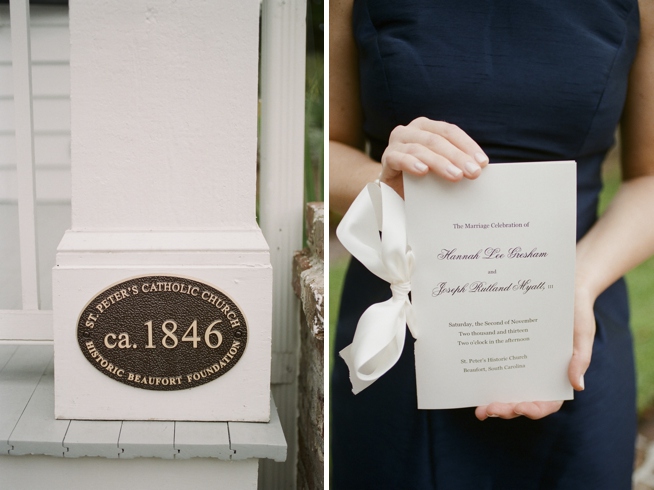 ST. PETER'S CATHOLIC CHURCH
ca. 1846
HISTORIC BEAUFORT FOUNDATION
The Marriage Celebration of
Hannah Lee Gresham
and
Joseph Rutland Myatt, III
Saturday, the Second of November
Two thousand and thirteen
Two o'clock in the afternoon
St. Peter's Historic Church
Beaufort, South Carolina